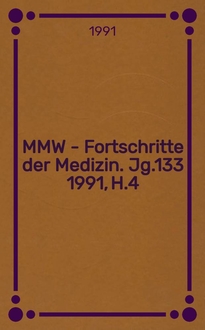 1991
MMW - Fortschritte
der Medizin. Jg.133
1991, H.4